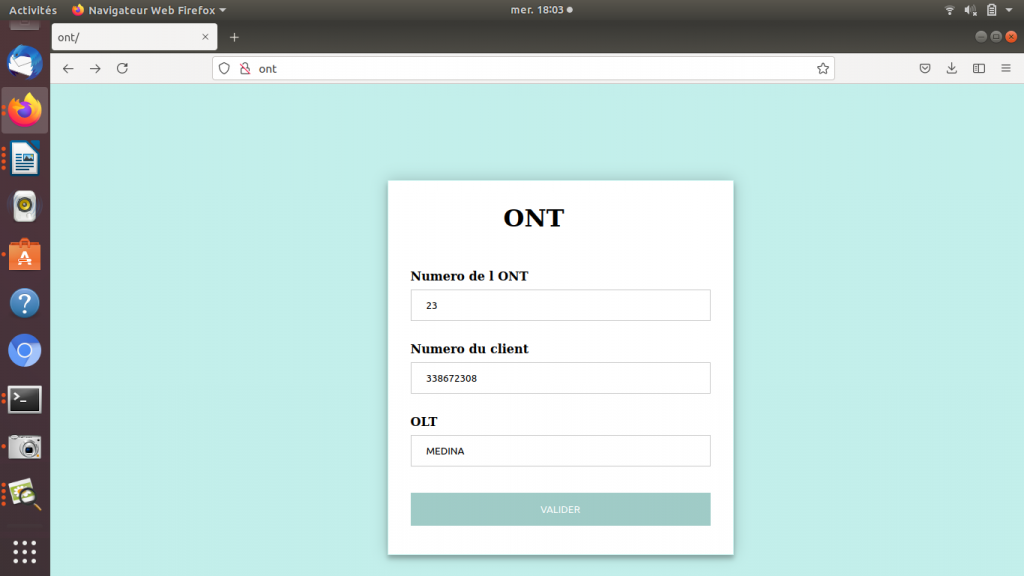 Activités Navigateur Web Firefox mer. 18:03
ont/
ont
ONT
Numero de l ONT
23
Numero du client
338672308
OLT
MEDINA
VALIDER